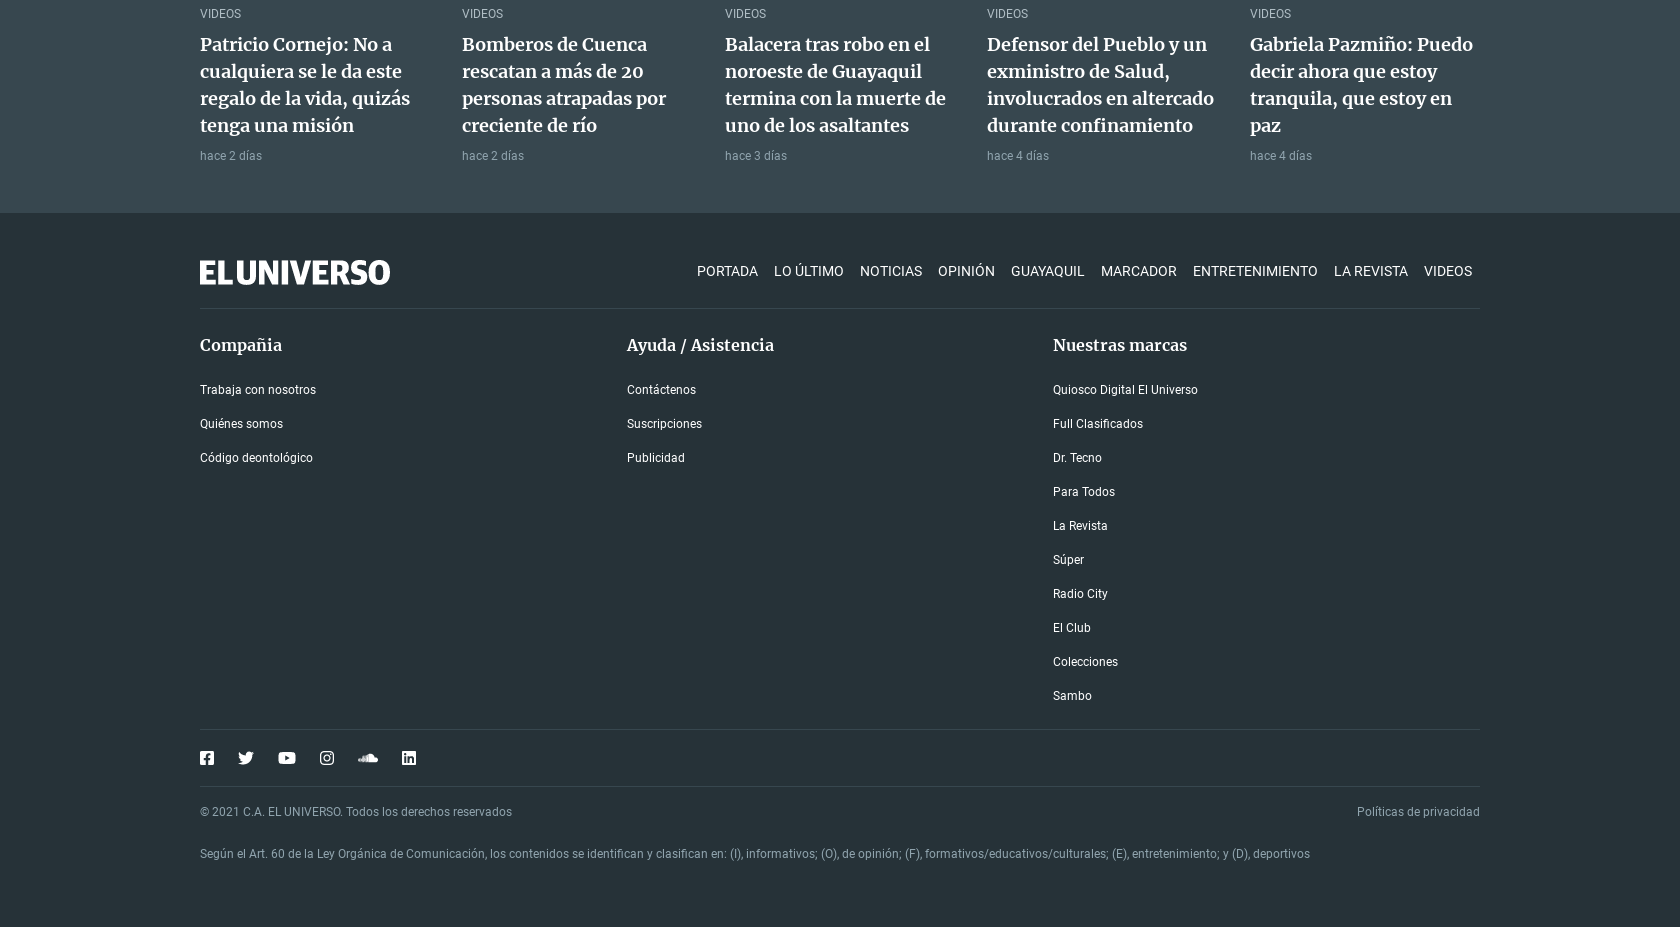 VIDEOS
Patricio Cornejo: No a
cualquiera se le da este
regalo de la vida, quizás
tenga una misión
hace 2 días
VIDEOS
Bomberos de Cuenca
rescatan a más de 20
personas atrapadas por
creciente de río
hace 2 días
VIDEOS
Balacera tras robo en el
noroeste de Guayaquil
termina con la muerte de
uno de los asaltantes
hace 3 días
VIDEOS
Defensor del Pueblo y un
exministro de Salud,
involucrados en altercado
durante confinamiento
hace 4 días
VIDEOS
Gabriela Pazmiño: Puedo
decir ahora que estoy
tranquila, que estoy en
paz
hace 4 días
EL UNIVERSO
PORTADA LO ÚLTIMO NOTICIAS OPINIÓN GUAYAQUIL MARCADOR ENTRETENIMIENTO LA REVISTA VIDEOS
Compañia
Trabaja con nosotros
Quiénes somos
Código deontológico
Ayuda / Asistencia
Contáctenos
Suscripciones
Publicidad
Nuestras marcas
Quiosco Digital El Universo
Full Clasificados
Dr. Tecno
Para Todos
La Revista
Súper
Radio City
El Club
Colecciones
Sambo
© 2021 C.A. EL UNIVERSO. Todos los derechos reservados
Políticas de privacidad
Según el Art. 60 de la Ley Orgánica de Comunicación, los contenidos se identifican y clasifican en: (I), informativos; (O), de opinión; (F), formativos/educativos/culturales; (E), entretenimiento; y (D), deportivos